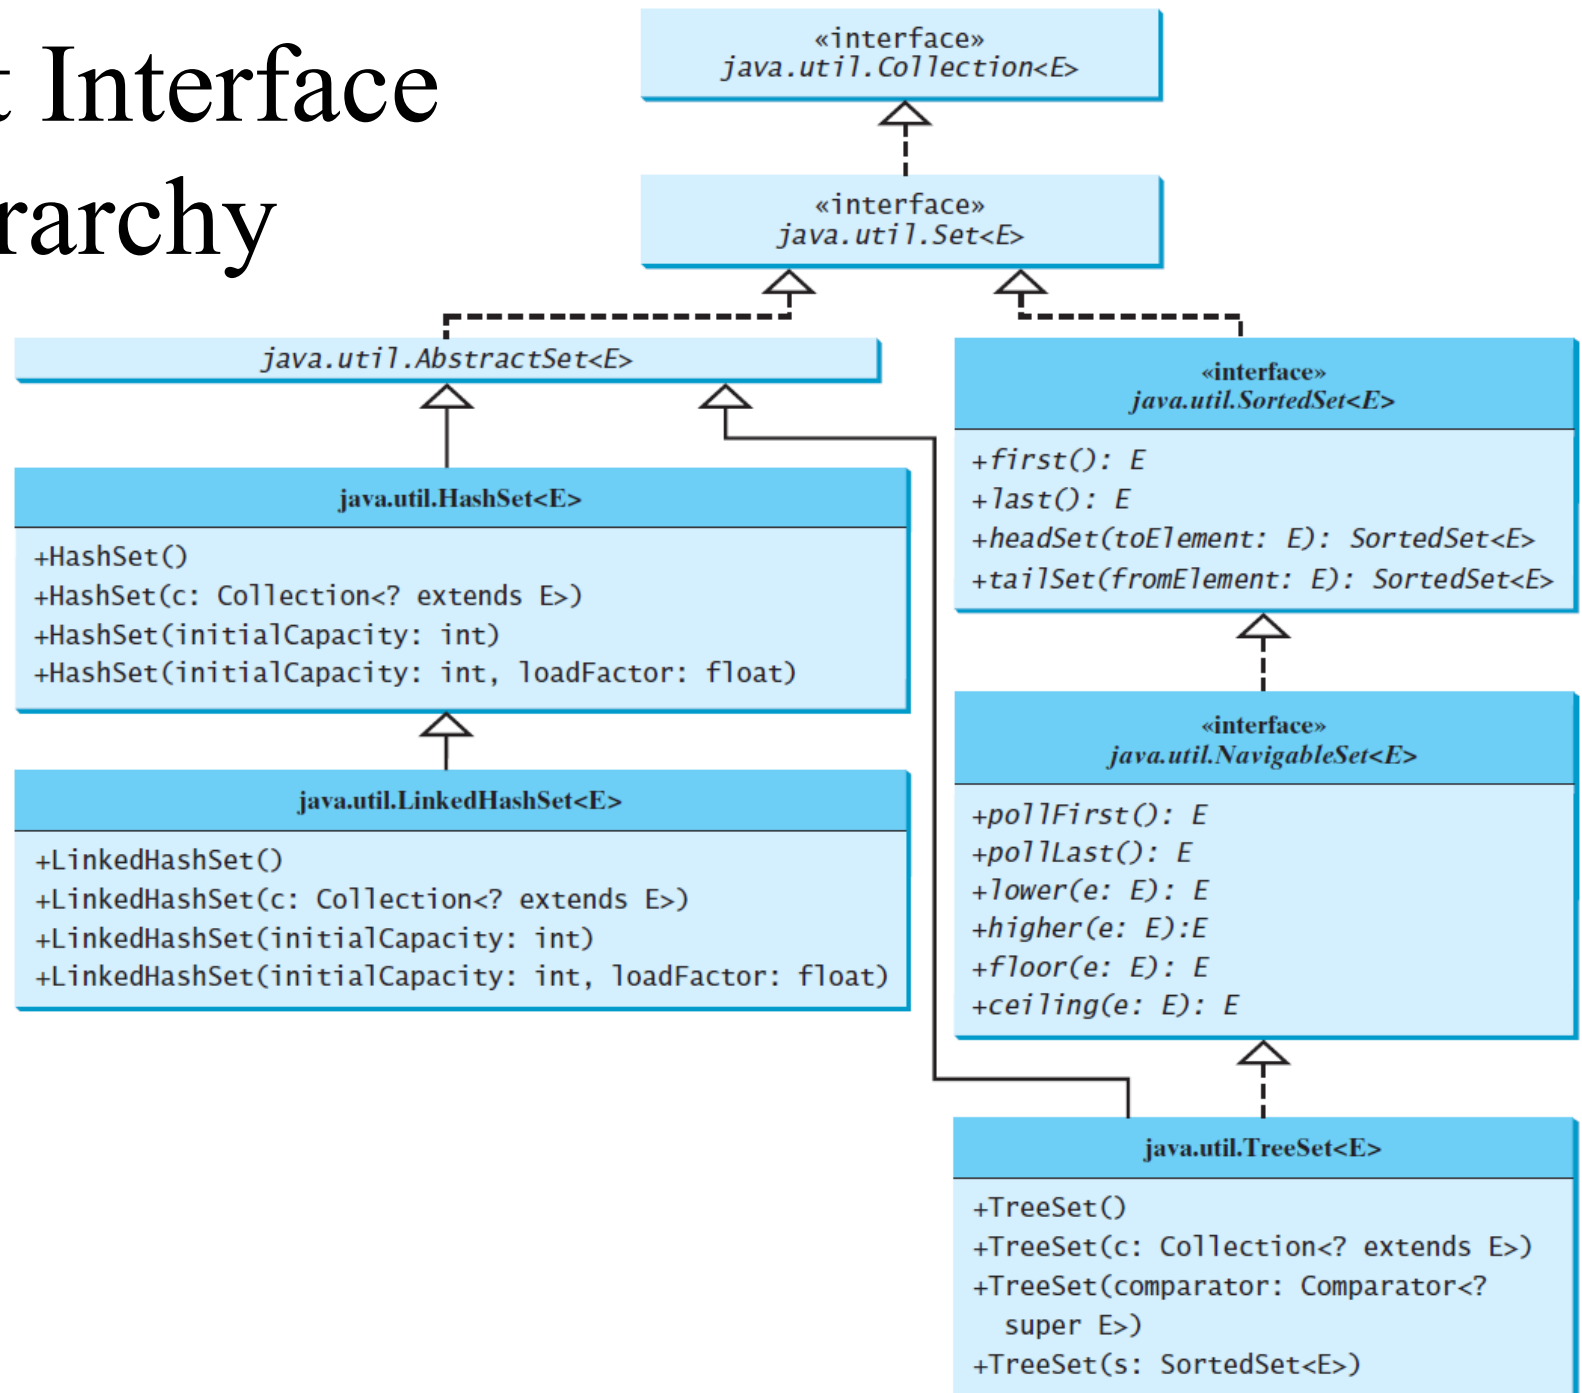 t Interface
rarchy
«interface»
java.util.Collection<E>
«interface»
java.util.Set<E>
java.util.AbstractSet<E>
java.util.HashSet<E>
+HashSet()
+HashSet(c: Collection<? extends E>)
+HashSet(initialCapacity: int)
+HashSet(initialCapacity: int, loadFactor: float)
java.util.LinkedHashSet<E>
+LinkedHashSet()
+LinkedHashSet(c: Collection<? extends E>)
+LinkedHashSet(initialCapacity: int)
+LinkedHashSet(initialCapacity: int, loadFactor: float)
«interface»
java.util.SortedSet<E>
+first(): E
+last(): E
+headSet(toElement: E): SortedSet<E>
+tailSet(fromElement: E): SortedSet<E>
«interface»
java.util.NavigableSet<E>
+pollFirst(): E
+pollLast(): E
+lower(e: E): E
+higher(e: E):E
+floor(e: E): E
+ceiling(e: E): E
java.util.TreeSet<E>
+TreeSet()
+TreeSet(c: Collection<? extends E>)
+TreeSet(comparator: Comparator<?
super E>)
+TreeSet(s: SortedSet<E>)